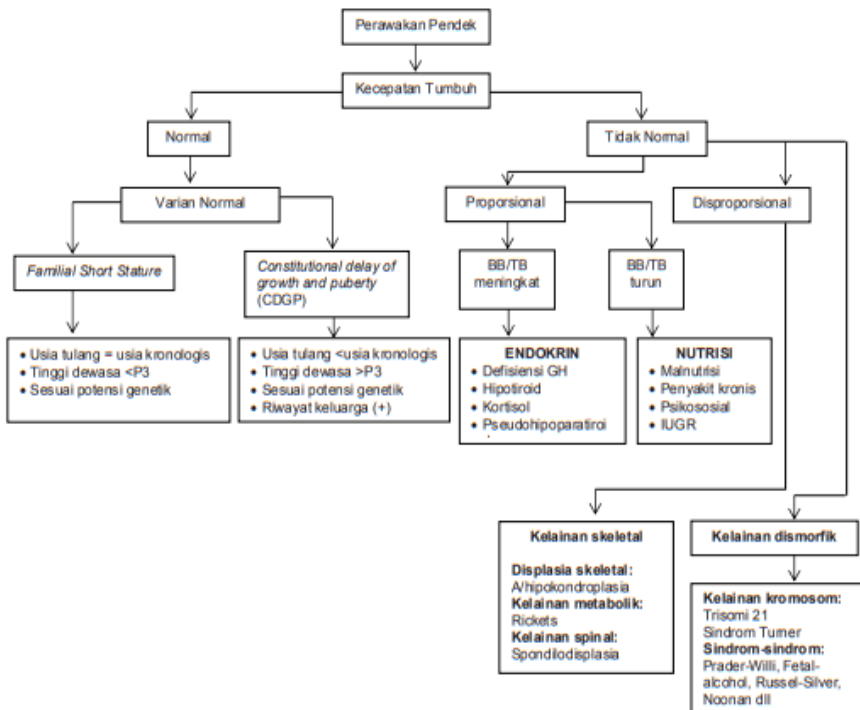 Perawakan Pendek
Kecepatan Tumbuh
Normal
Tidak Normal
Varian Normal
Proporsional
Disproporsional
Familial Short Stature
Constitutional delay of
growth and puberty
(CDGP)
BB/TB
meningkat
BB/TB
turun
• Usia tulang = usia kronologis
• Tinggi dewasa <P3
• Sesuai potensi genetik
• Usia tulang <usia kronologis
• Tinggi dewasa >P3
• Sesuai potensi genetik
• Riwayat keluarga (+)
ENDOKRIN
• Defisiensi GH
• Hipotiroid
• Kortisol
• Pseudohipoparatiroi
NUTRISI
• Malnutrisi
• Penyakit kronis
• Psikososial
• IUGR
Kelainan skeletal
Displasia skeletal:
A/hipokondroplasia
Kelainan metabolik:
Rickets
Kelainan spinal:
Spondilodisplasia
Kelainan dismorfik
Kelainan kromosom:
Trisomi 21
Sindrom Turner
Sindrom-sindrom:
Prader-Willi, Fetal-
alcohol, Russel-Silver,
Noonan dll